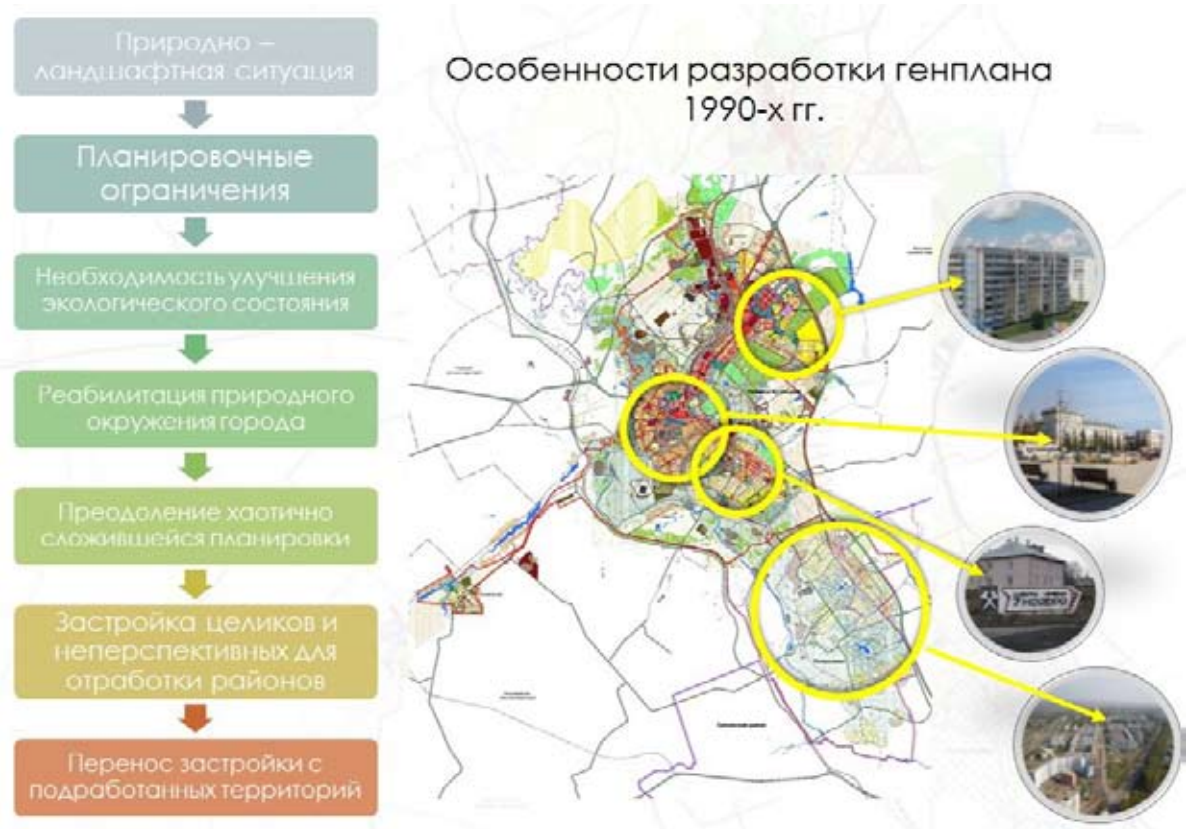 Природно –
ландшафтная ситуация
Планировочные
ограничения
Необходимость улучшения
экологического состояния
Реабилитация природного
окружения города
Преодоление хаотично
сложившейся планировки
Застройка целиков и
неперспективных для
отработки районов
Перенос застройки с
подработанных территорий
Особенности разработки генплана
1990-х гг.